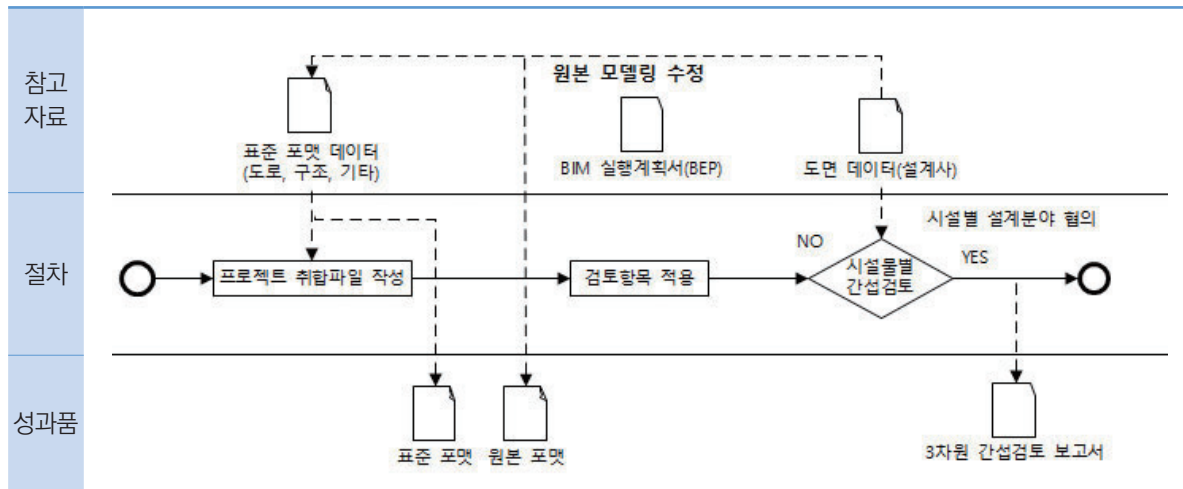 참고
자료
원본 모델링 수정
표준 포맷 데이터
(도로, 구조, 기타)
BIM 실행계획서(BEP)
도면 데이터(설계사)
절차
시설별 설계분야 협의
NO
YES
프로젝트 취합파일 작성
검토항목 적용
시설물별
간섭검토
성과품
표준 포맷
원본 포맷
3차원 간섭검토 보고서